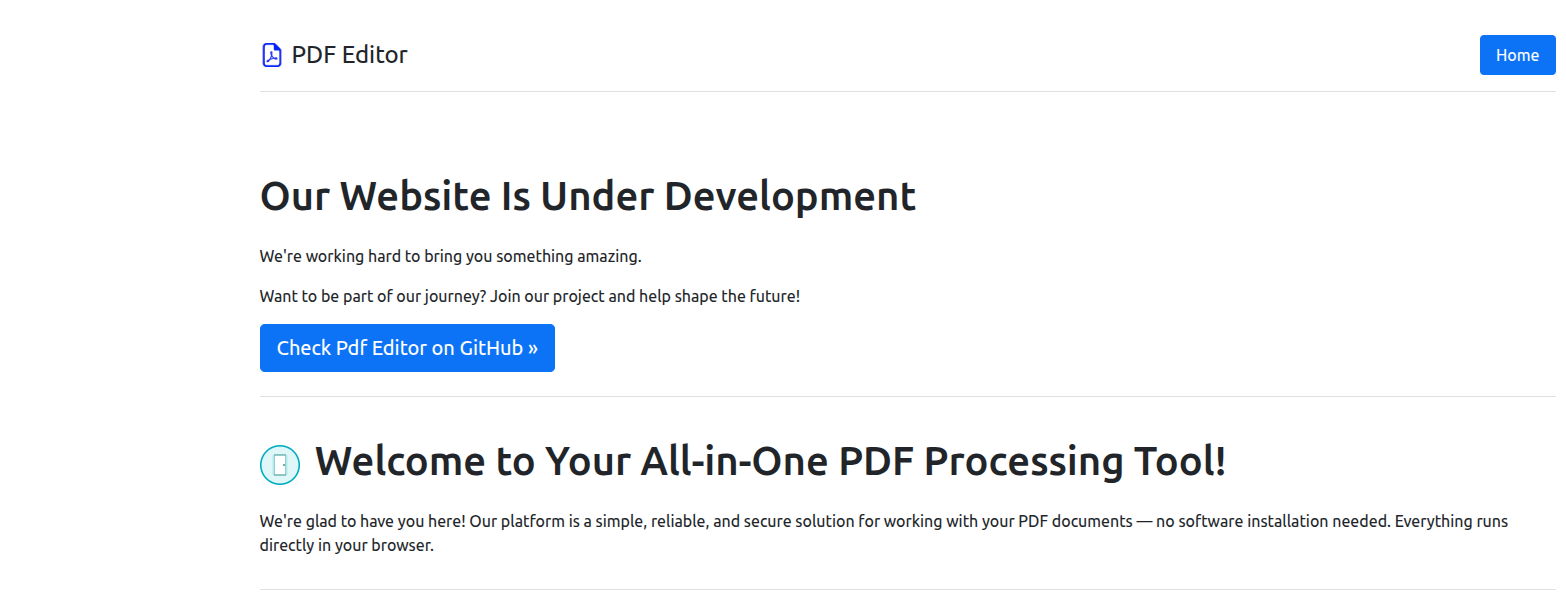 PDF Editor
Home
Our Website Is Under Development
We're working hard to bring you something amazing.
Want to be part of our journey? Join our project and help shape the future!
Check Pdf Editor on GitHub »
Welcome to Your All-in-One PDF Processing Tool!
We're glad to have you here! Our platform is a simple, reliable, and secure solution for working with your PDF documents — no software installation needed. Everything runs
directly in your browser.